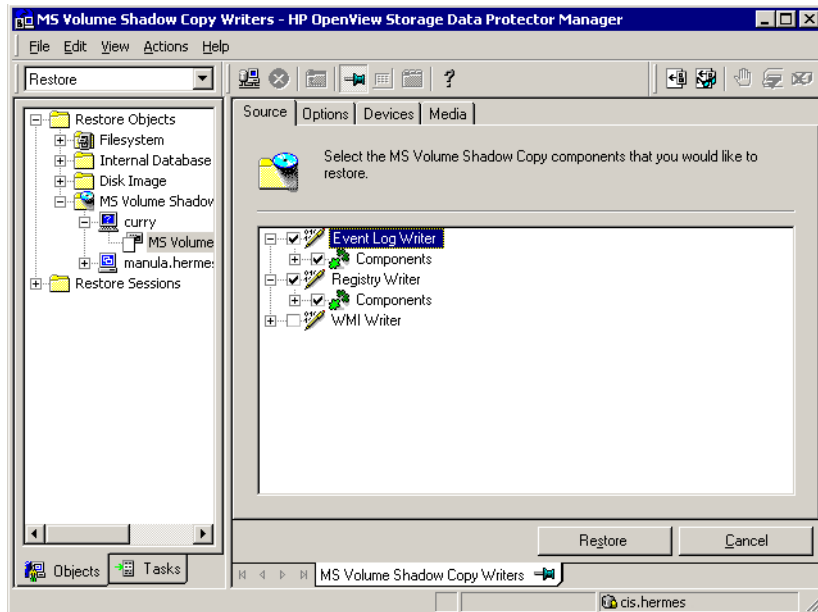 MS Volume Shadow Copy Writers - HP OpenView Storage Data Protector Manager
File Edit View Actions Help
Restore
?
Source Options Devices Media
Restore Objects
Filesystem
Internal Database
Disk Image
MS Volume Shadov
curry
MS Volume
manula.herme
Restore Sessions
Select the MS Volume Shadow Copy components that you would like to
restore.
Event Log Writer
Components
Registry Writer
Components
WMI Writer
Restore Cancel
Objects Tasks
MS Volume Shadow Copy Writers
cis.hermes